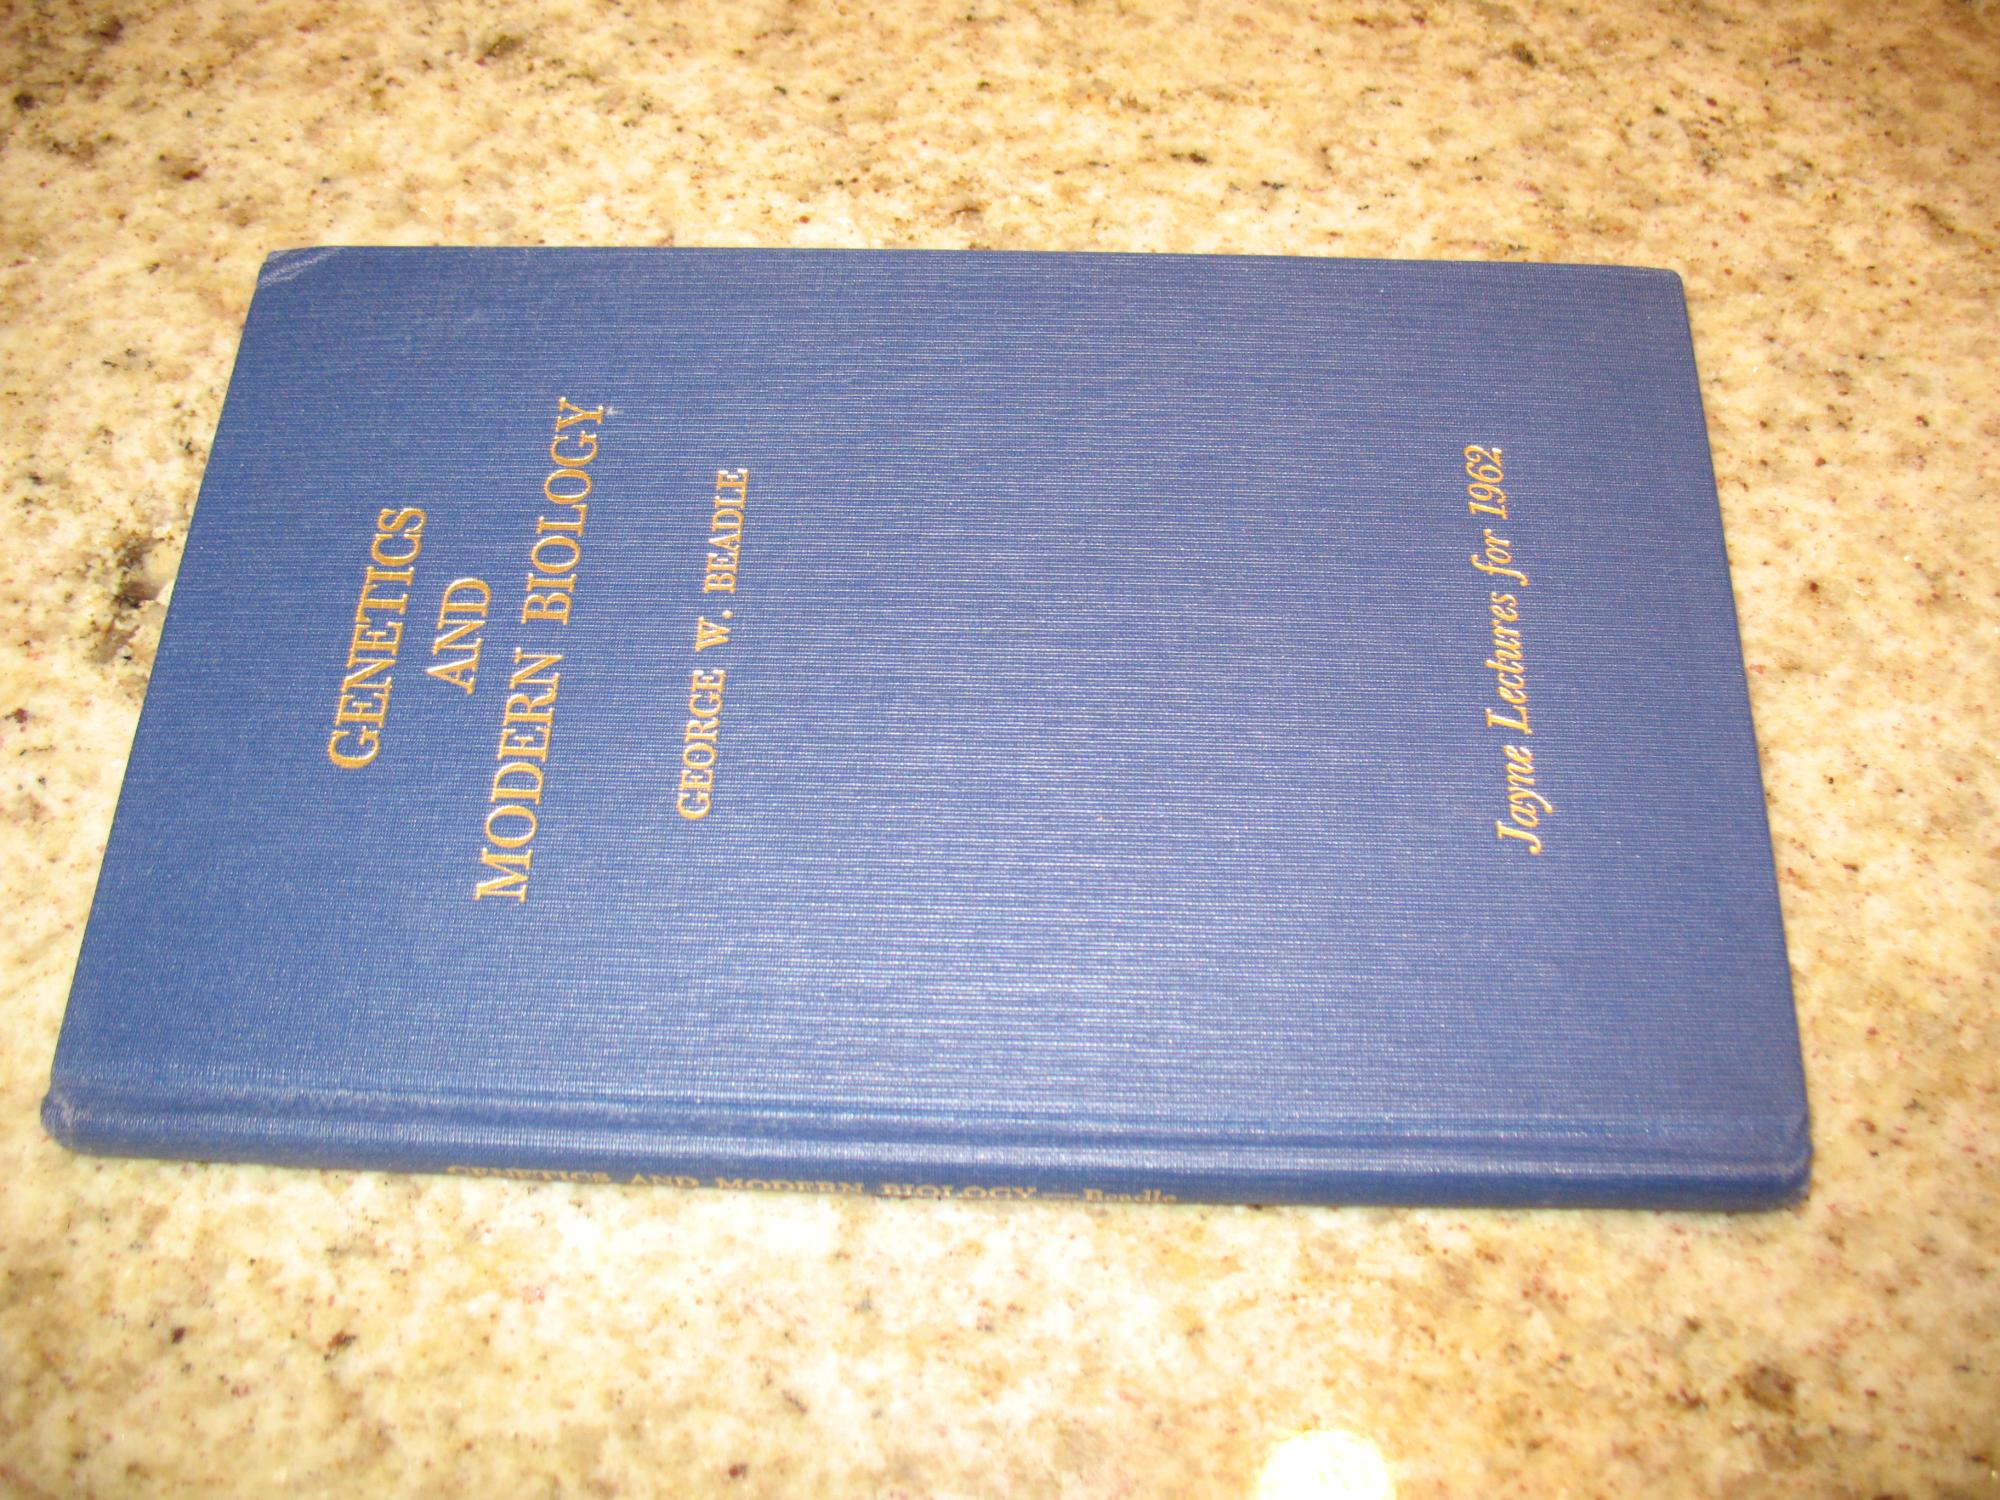 GENETICS
AND
MODERN BIOLOGY
GEORGE W. BEADLE
Jayne Lectures for 1962
GENETICS AND MODERN BIOLOGY—Beadle